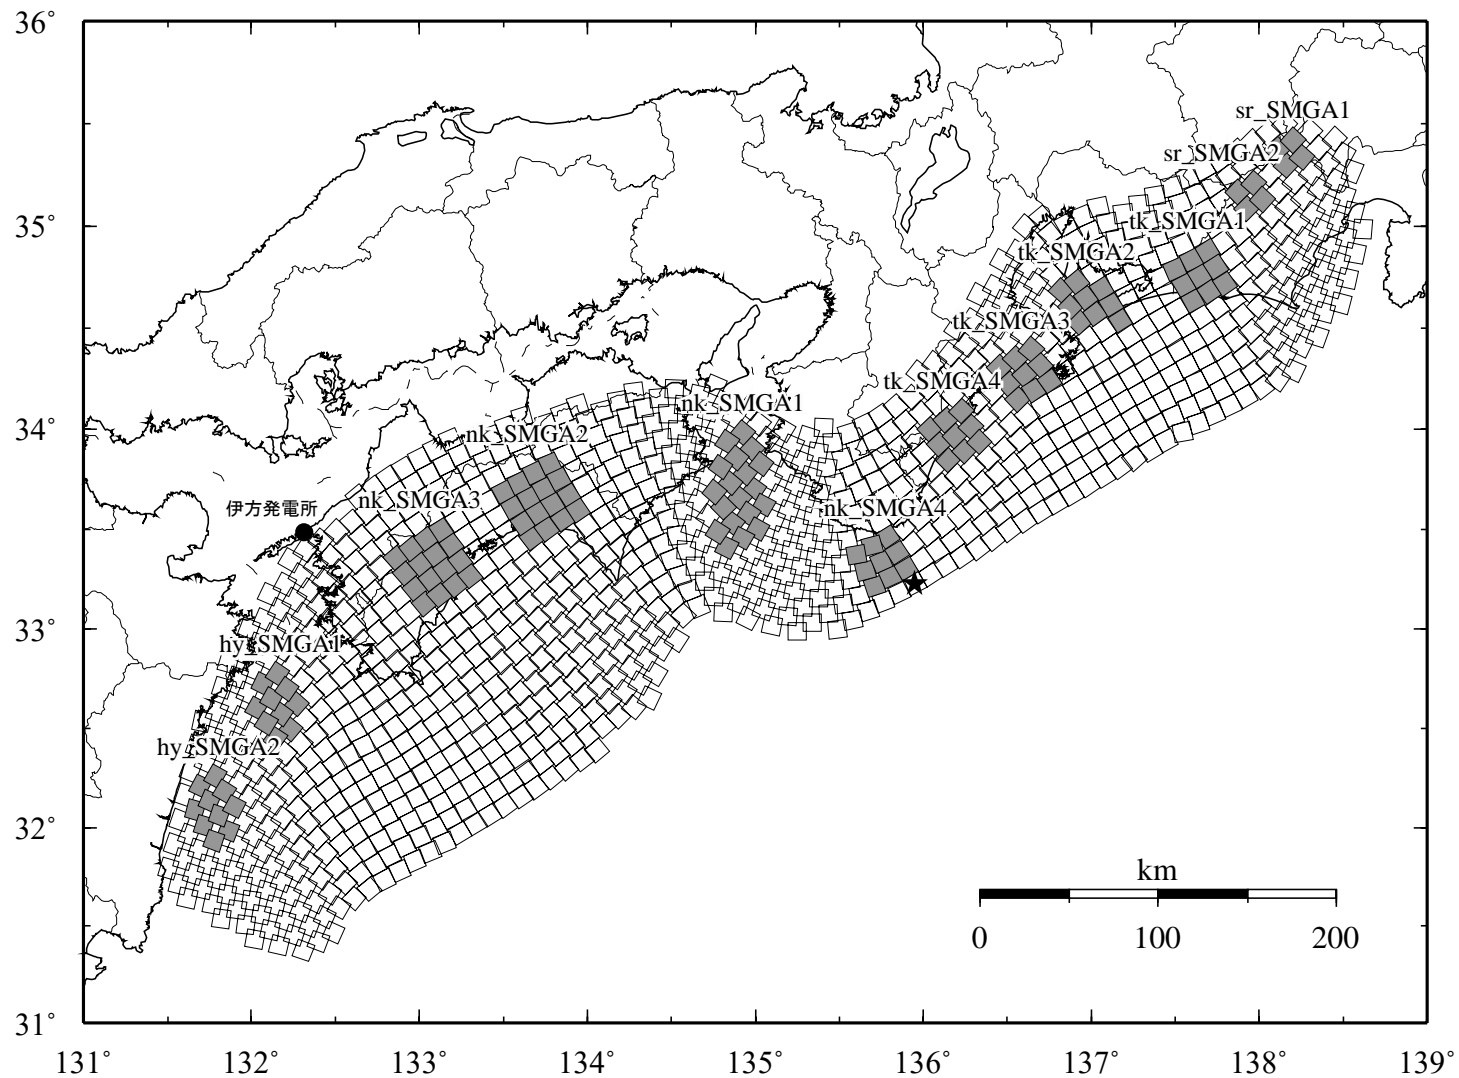 36°
35°
34°
33°
32°
31°
131°
132°
133°
134°
135°
136°
137°
138°
139°
sr_SMGA1
sr_SMGA2
tk_SMGA1
tk_SMGA2
tk_SMGA3
tk_SMGA4
nk_SMGA1
nk_SMGA2
nk_SMGA3
nk_SMGA4
伊方発電所
hy_SMGA1
hy_SMGA2
km
0
100
200